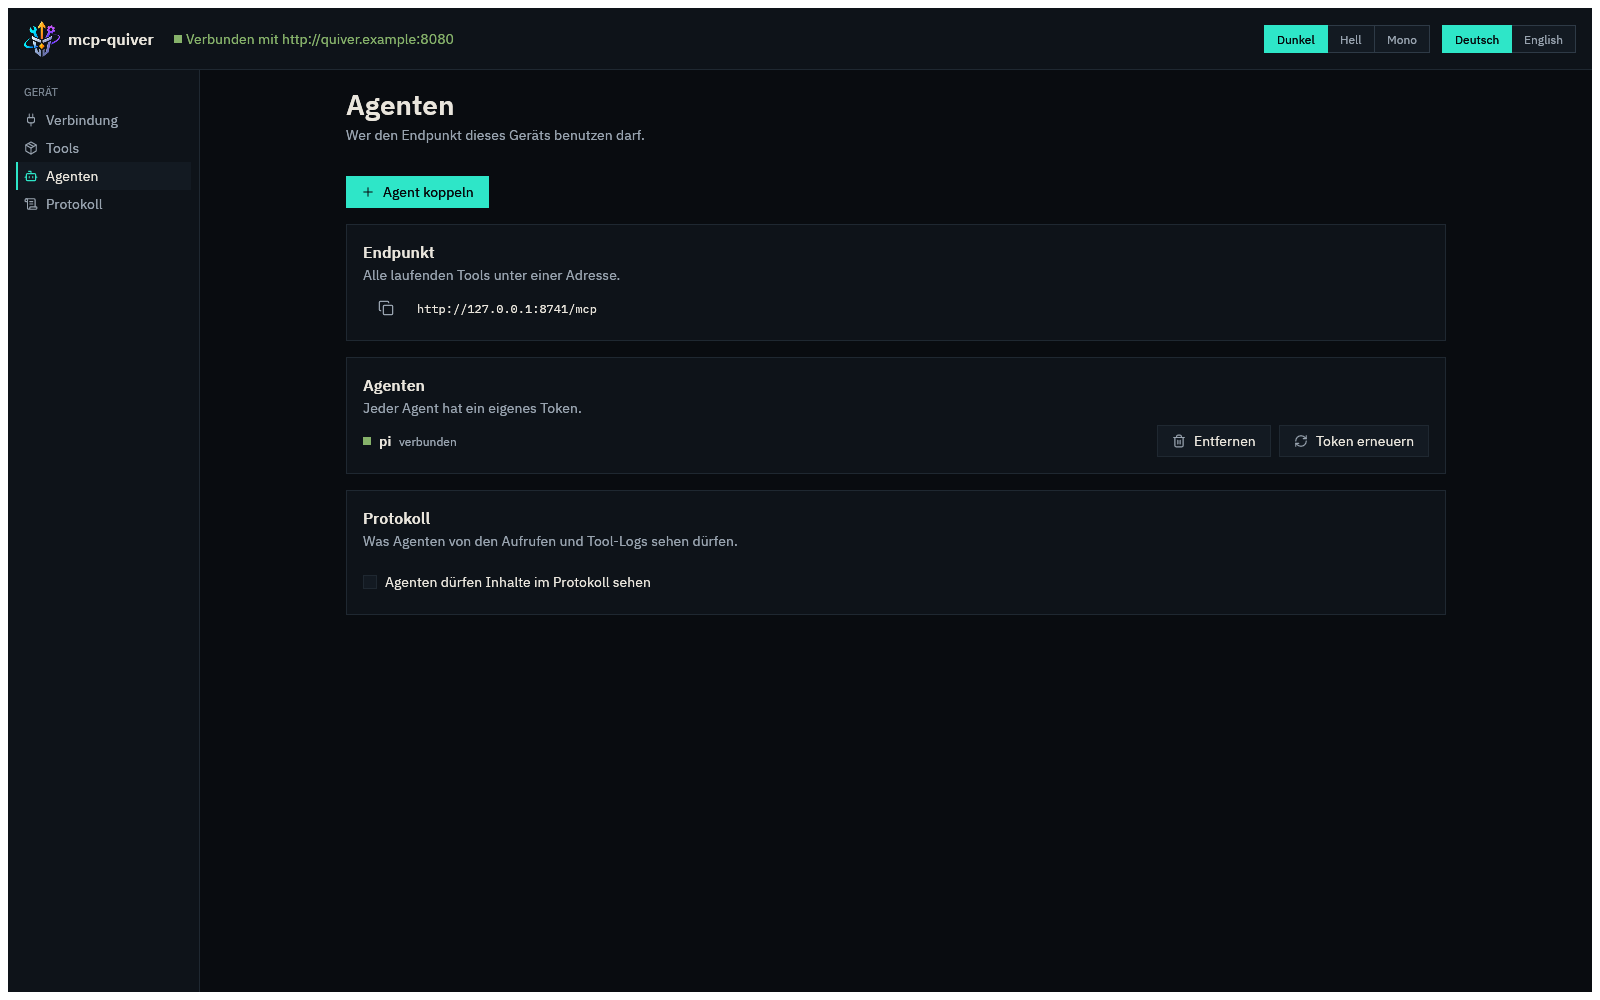 mcp-quiver
Verbunden mit http://quiver.example:8080
Dunkel
Hell
Mono
Deutsch
English
GERÄT
Verbindung
Tools
Agenten
Protokoll
Agenten
Wer den Endpunkt dieses Geräts benutzen darf.
Agent koppeln
Endpunkt
Alle laufenden Tools unter einer Adresse.
http://127.0.0.1:8741/mcp
Agenten
Jeder Agent hat ein eigenes Token.
pi verbunden
Entfernen
Token erneuern
Protokoll
Was Agenten von den Aufrufen und Tool-Logs sehen dürfen.
Agenten dürfen Inhalte im Protokoll sehen